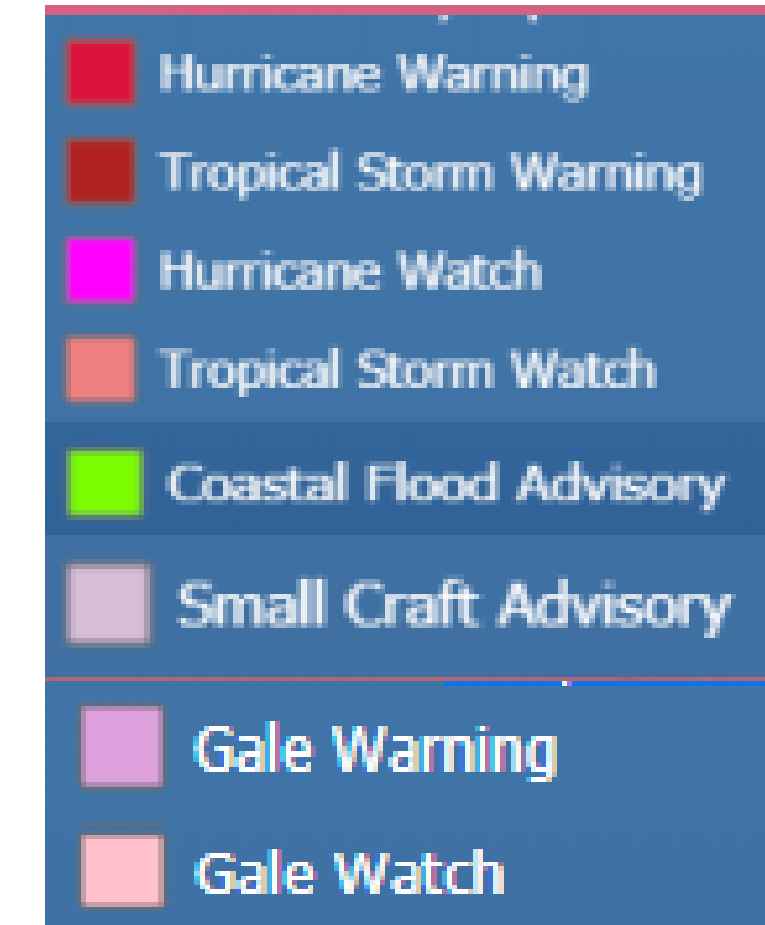 Hurricane Warning
Tropical Storm Warning
Hurricane Watch
Tropical Storm Watch
Coastal Flood Advisory
Small Craft Advisory
Gale Warning
Gale Watch